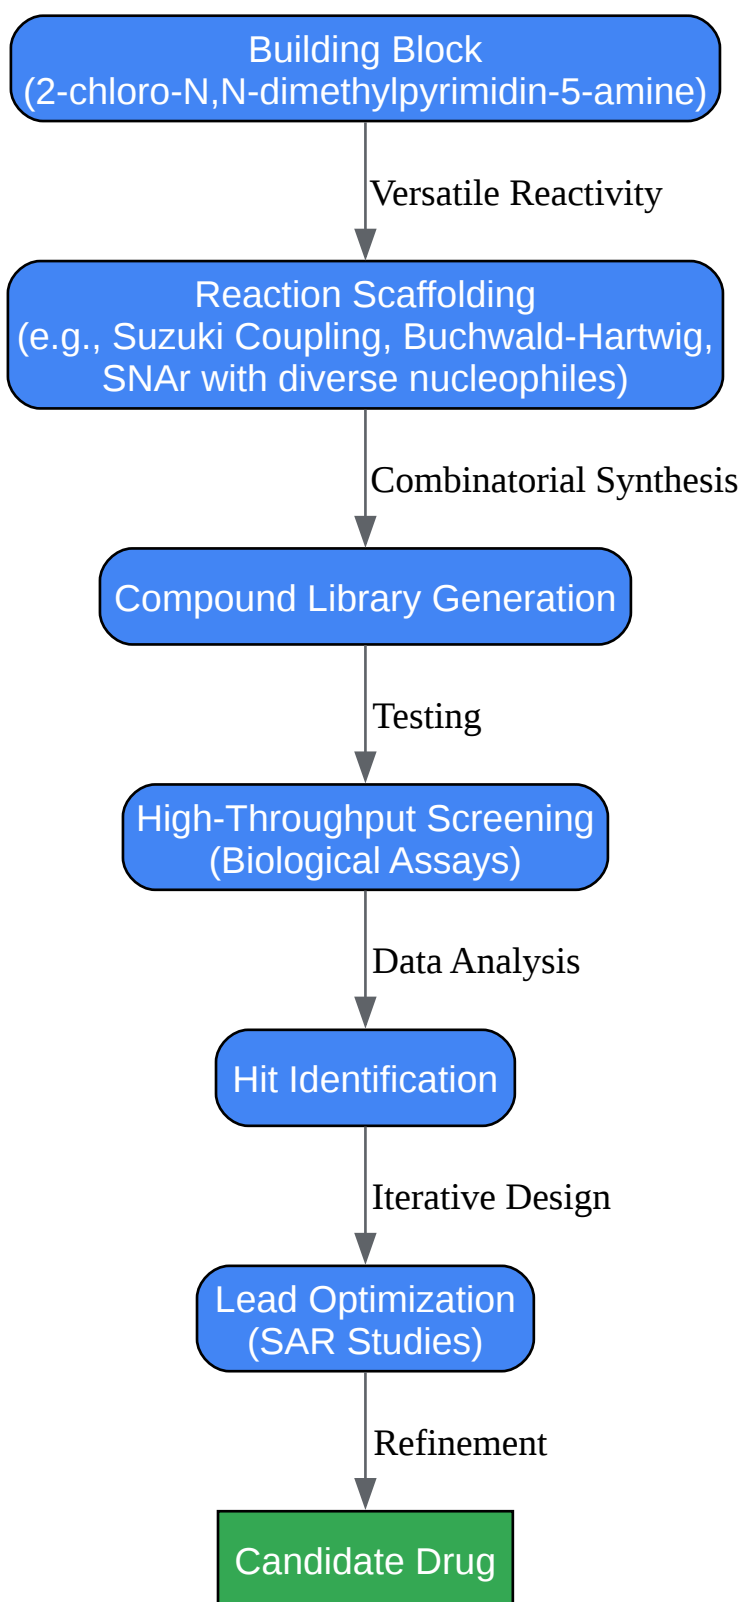 Building Block
(2-chloro-N,N-dimethylpyrimidin-5-amine)
Versatile Reactivity
Reaction Scaffolding
(e.g., Suzuki Coupling, Buchwald-Hartwig,
SNAr with diverse nucleophiles)
Combinatorial Synthesis
Compound Library Generation
Testing
High-Throughput Screening
(Biological Assays)
Data Analysis
Hit Identification
Iterative Design
Lead Optimization
(SAR Studies)
Refinement
Candidate Drug